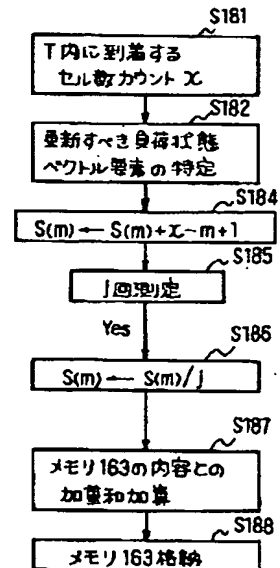 S181
T内に到着する
セル数カウント x
S182
更新すべき負荷状態
ベクトル要素の特定
S184
S(m) ← S(m)+x-m+1
S185
j回測定
Yes
S186
S(m) ← S(m)/j
S187
メモリ163の内容との
加重和加算
S188
メモリ163格納